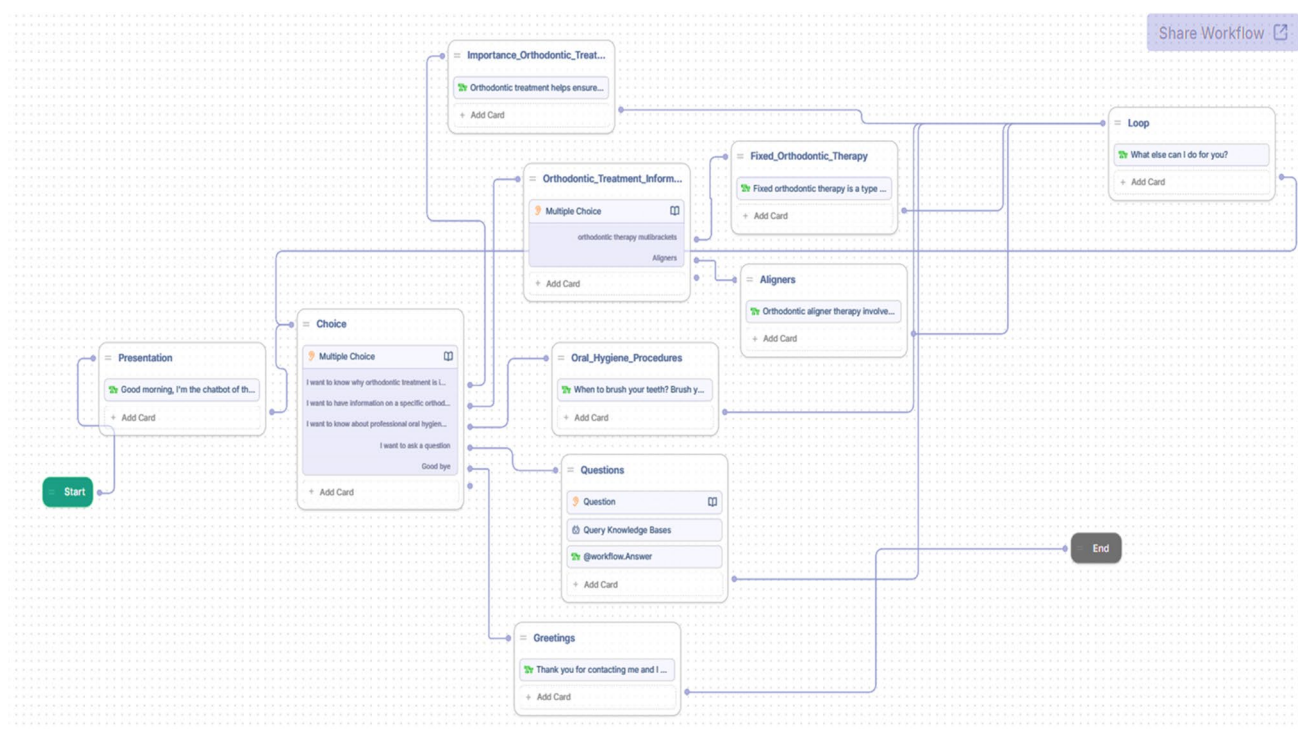 Share Workflow
Importance_Orthodontic_Treat...
Orthodontic treatment helps ensure...
+ Add Card
Loop
What else can I do for you?
+ Add Card
Fixed_Orthodontic_Therapy
Fixed orthodontic therapy is a type ...
+ Add Card
Orthodontic_Treatment_Inform...
Multiple Choice
orthodontic therapy mutibrackets
Aligners
+ Add Card
Aligners
Orthodontic aligner therapy involve...
+ Add Card
Choice
Multiple Choice
I want to know why orthodontic treatment is i...
I want to have information on a specific orthod...
I want to know about professional oral hygien...
I want to ask a question
Good bye
+ Add Card
Presentation
Good morning, I'm the chatbot of th...
+ Add Card
Oral_Hygiene_Procedures
When to brush your teeth? Brush y...
+ Add Card
Start
Questions
Question
Query Knowledge Bases
@workflow.Answer
+ Add Card
End
Greetings
Thank you for contacting me and I ...
+ Add Card